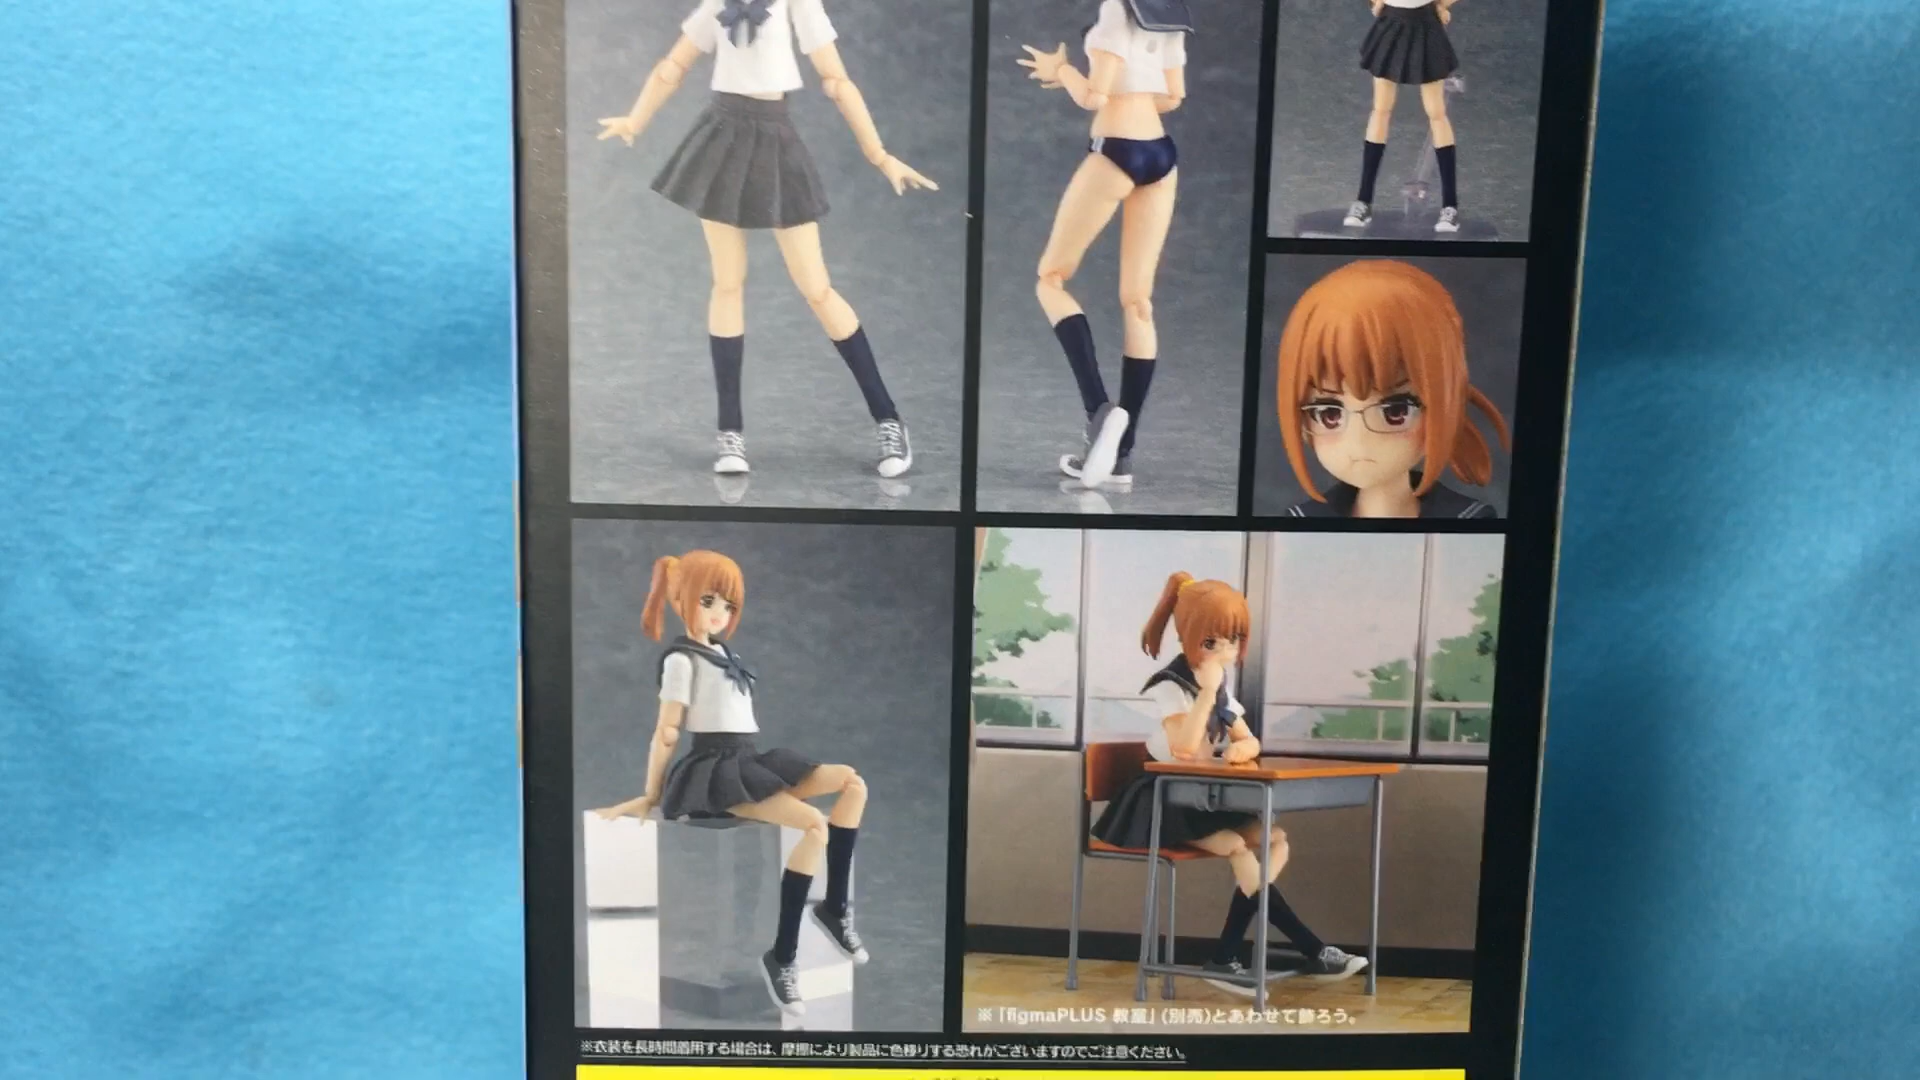 ※「figmaPLUS 教室」(別売)とあわせて飾ろう。
※衣装を長時間着用する場合は、摩擦により製品に色移りする恐れがございますのでご注意ください。